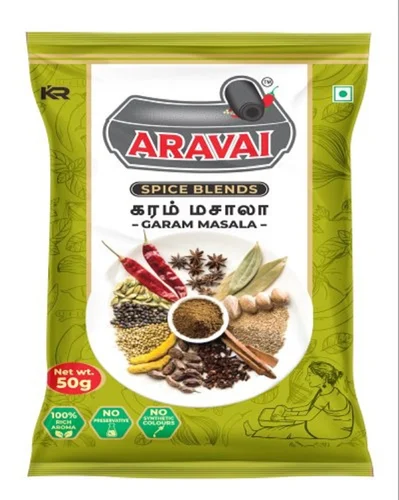 KR
TM
ARAVAI
SPICE BLENDS
கரம் மசாலா
– GARAM MASALA –
Net wt.
50g
100%
RICH
AROMA
NO
PRESERVATIVE
NO
SYNTHETIC
COLOURS